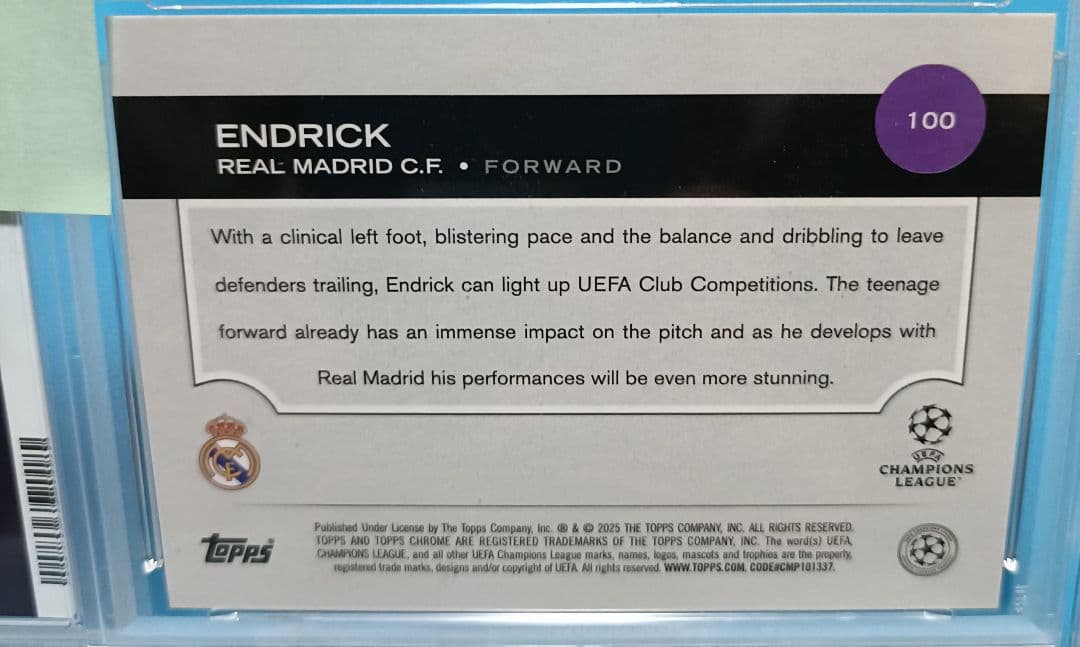 100
ENDRICK
REAL MADRID C.F. • FORWARD
With a clinical left foot, blistering pace and the balance and dribbling to leave
defenders trailing, Endrick can light up UEFA Club Competitions. The teenage
forward already has an immense impact on the pitch and as he develops with
Real Madrid his performances will be even more stunning.
UEFA
CHAMPIONS
LEAGUE
topps
Published Under License by The Topps Company, Inc. ® & © 2025 THE TOPPS COMPANY, INC. ALL RIGHTS RESERVED.
TOPPS AND TOPPS CHROME ARE REGISTERED TRADEMARKS OF THE TOPPS COMPANY, INC. The word(s) UEFA,
CHAMPIONS LEAGUE, and all other UEFA Champions League marks, names, logos, mascots and trophies are the property,
registered trade marks, designs and/or copyright of UEFA. All rights reserved. WWW.TOPPS.COM. CODE#CMP101337.